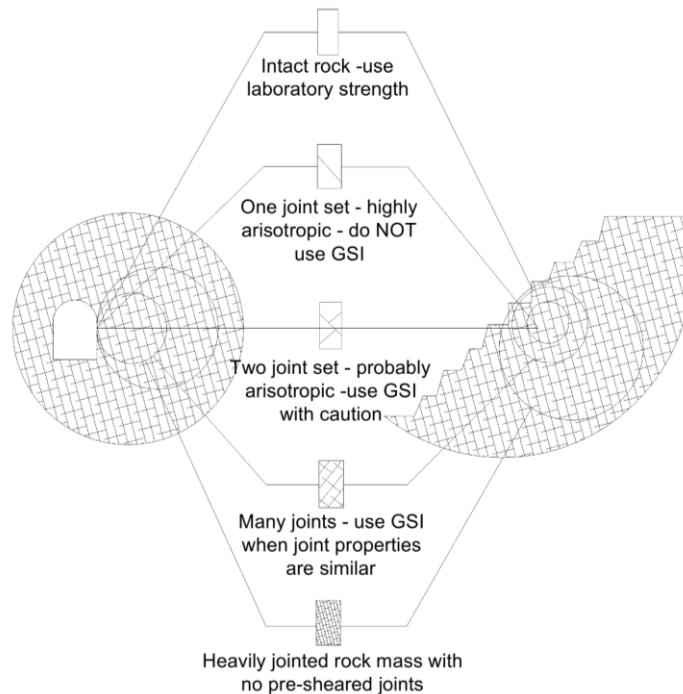 Intact rock -use
laboratory strength
One joint set - highly
arisotropic - do NOT
use GSI
Two joint set - probably
arisotropic -use GSI
with caution
Many joints - use GSI
when joint properties
are similar
Heavily jointed rock mass with
no pre-sheared joints